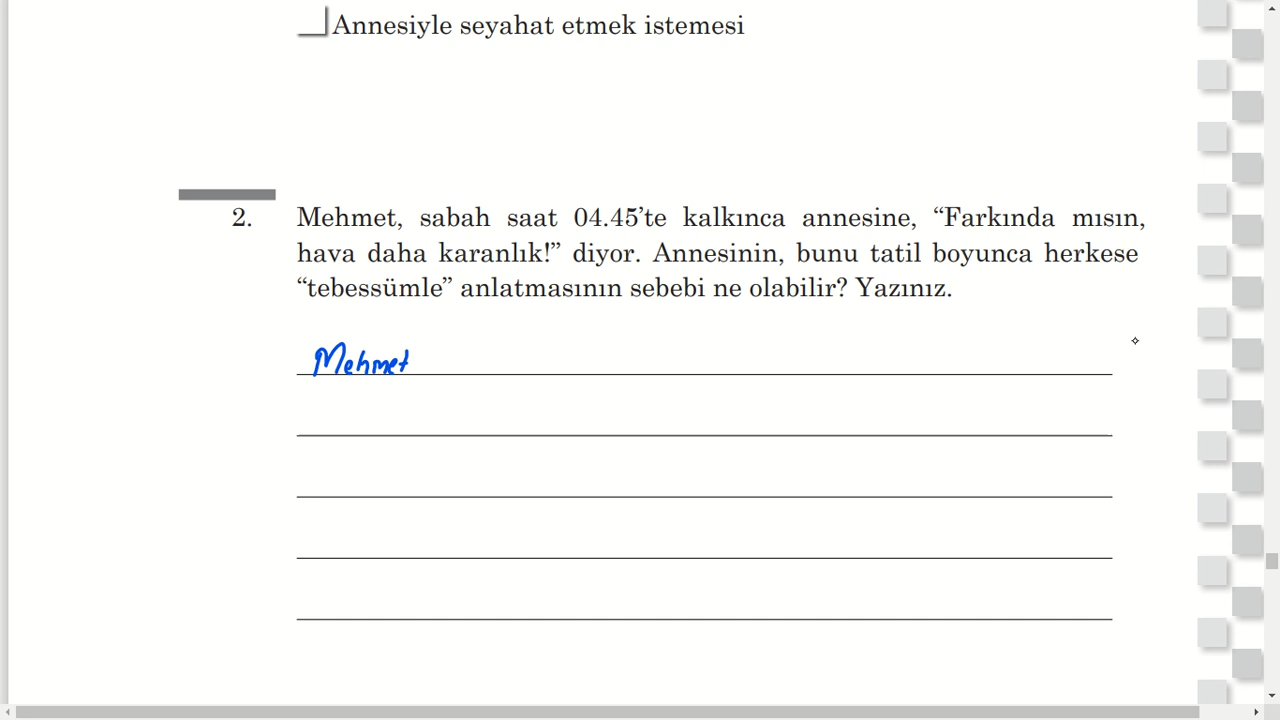 Annesiyle seyahat etmek istemesi
2. Mehmet, sabah saat 04.45’te kalkınca annesine, “Farkında mısın,
hava daha karanlık!” diyor. Annesinin, bunu tatil boyunca herkese
“tebessümle” anlatmasının sebebi ne olabilir? Yazınız.
Mehmet